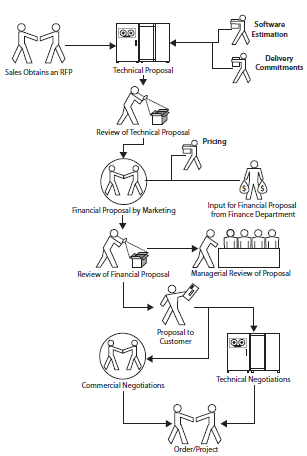 Software
Estimation
Delivery
Commitments
Sales Obtains an RFP
Technical Proposal
Review of Technical Proposal
Pricing
Financial Proposal by Marketing
Input for Financial Proposal
from Finance Department
$ $
Review of Financial Proposal
Managerial Review of Proposal
Proposal to
Customer
Commercial Negotiations
Technical Negotiations
Order/Project